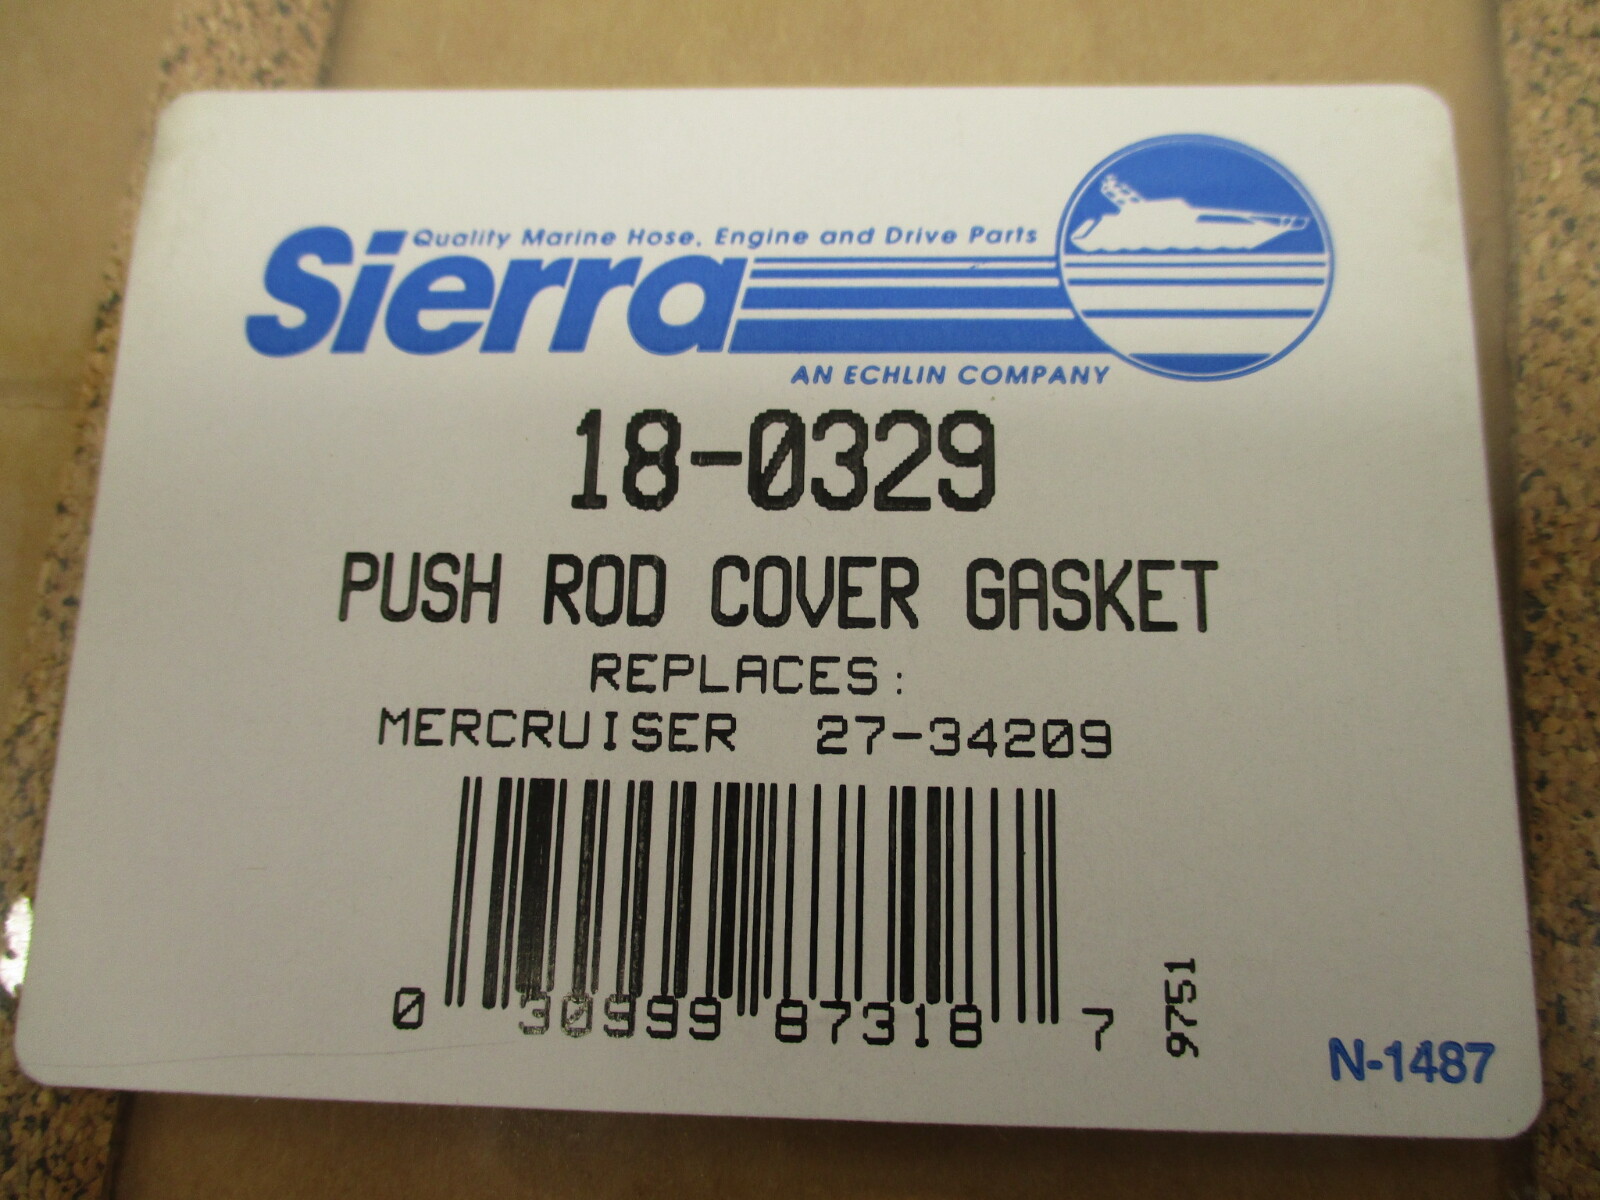 Quality Marine Hose, Engine and Drive Parts
Sierra
AN ECHLIN COMPANY
18-0329
PUSH ROD COVER GASKET
REPLACES:
MERCRUISER 27-34209
0 30999 87318 7
9751
N-1487